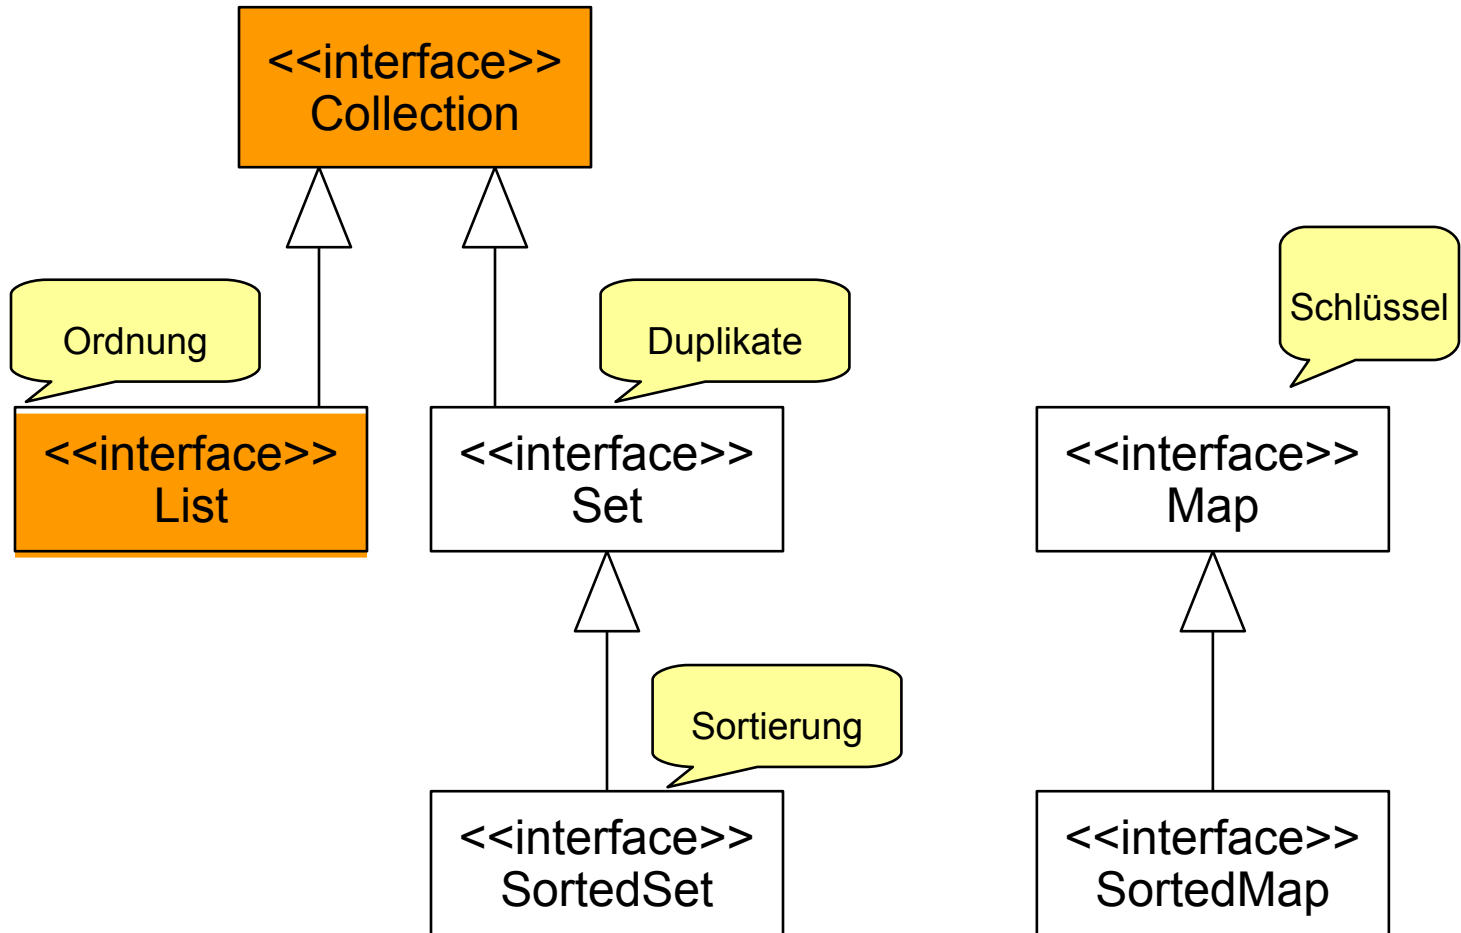 <<interface>>
Collection
Schlüssel
Ordnung
Duplikate
<<interface>>
List
<<interface>>
Set
<<interface>>
Map
Sortierung
<<interface>>
SortedSet
<<interface>>
SortedMap